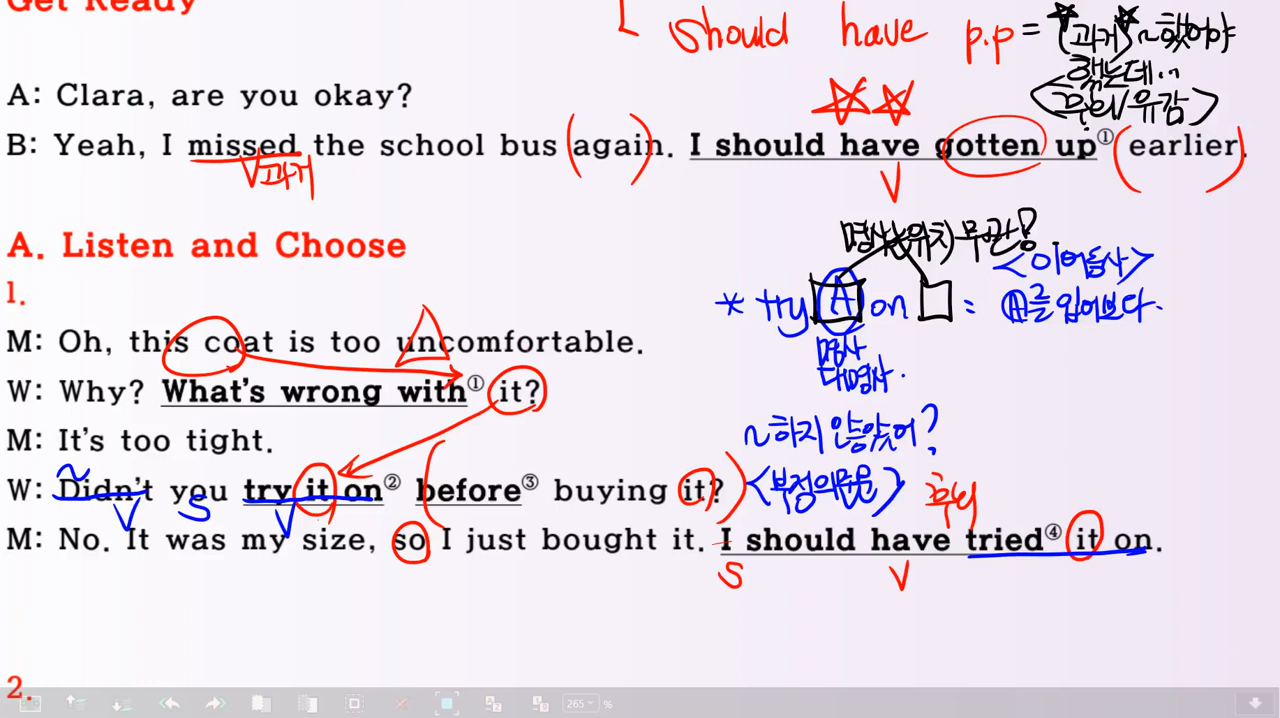 Get Ready
should have p.p = (과거) ~했어야
했는데..
<후회/유감>
A: Clara, are you okay?
B: Yeah, I missed the school bus (again). I should have gotten up① (earlier).
V과거
V
A. Listen and Choose
명사 위치 무관!
<이어동사>
1.
* try A on □ = Ⓐ를 입어보다.
명사
대명사.
M: Oh, this coat is too uncomfortable.
W: Why? What's wrong with① it?
M: It's too tight.
~하지 않았어?
W: Didn't you try it on② (before③ buying it?) <부정의문문>
V S V
후회
M: No. It was my size, so I just bought it. I should have tried④ it on.
S V
2.
265 %